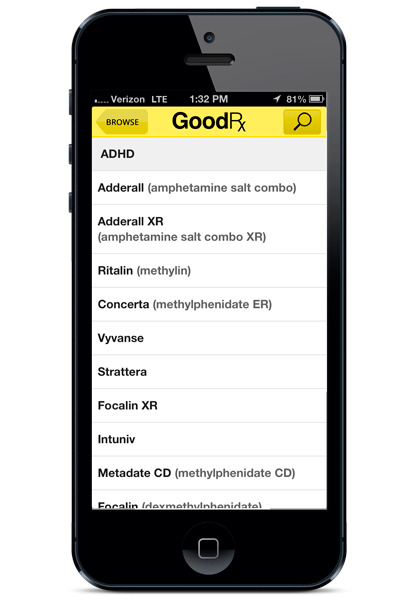 Verizon LTE 1:32 PM 81%
BROWSE GoodRx
ADHD
Adderall (amphetamine salt combo)
Adderall XR
(amphetamine salt combo XR)
Ritalin (methylin)
Concerta (methylphenidate ER)
Vyvanse
Strattera
Focalin XR
Intuniv
Metadate CD (methylphenidate CD)
Focalin (dexmethylphenidate)